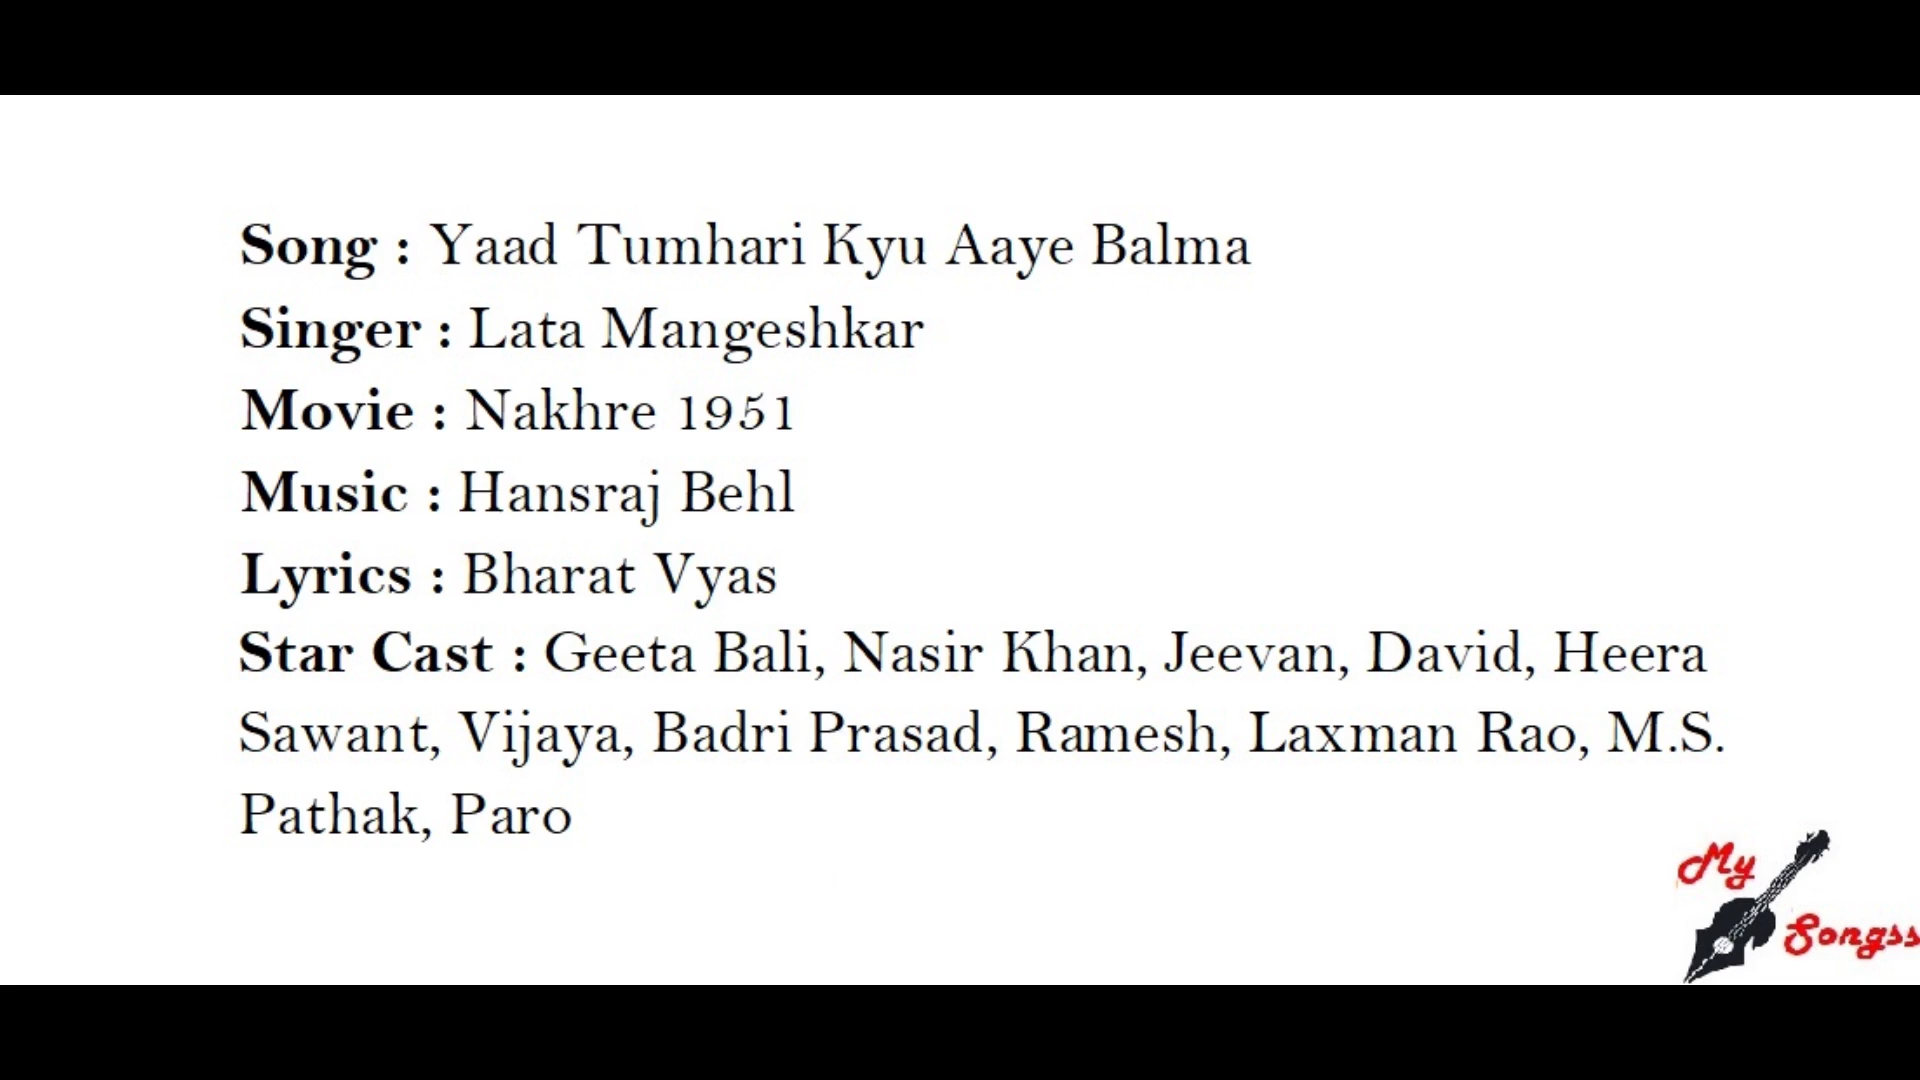 Song : Yaad Tumhari Kyu Aaye Balma
Singer : Lata Mangeshkar
Movie : Nakhre 1951
Music : Hansraj Behl
Lyrics : Bharat Vyas
Star Cast : Geeta Bali, Nasir Khan, Jeevan, David, Heera
Sawant, Vijaya, Badri Prasad, Ramesh, Laxman Rao, M.S.
Pathak, Paro
My
Songss